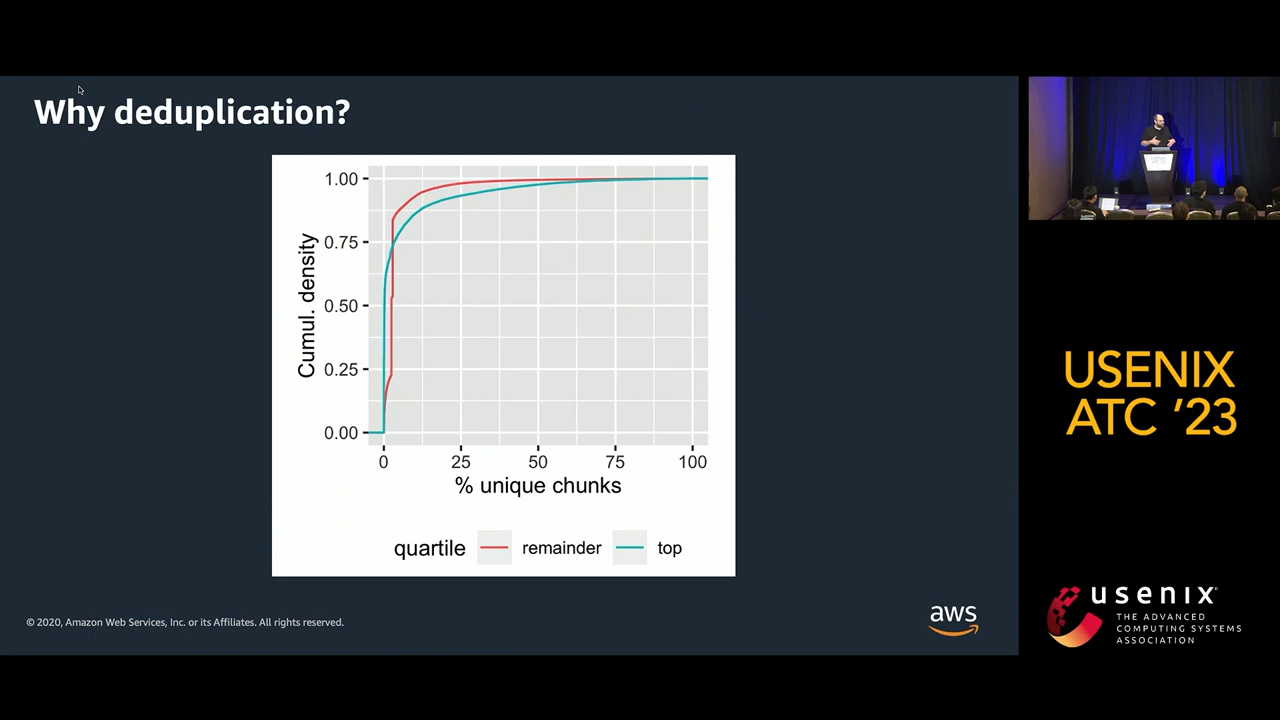 Why deduplication?
1.00
0.75
0.50
0.25
0.00
Cumul. density
0 25 50 75 100
% unique chunks
quartile remainder top
© 2020, Amazon Web Services, Inc. or its Affiliates. All rights reserved.
aws
USENIX
ATC '23
usenix
THE ADVANCED
COMPUTING SYSTEMS
ASSOCIATION